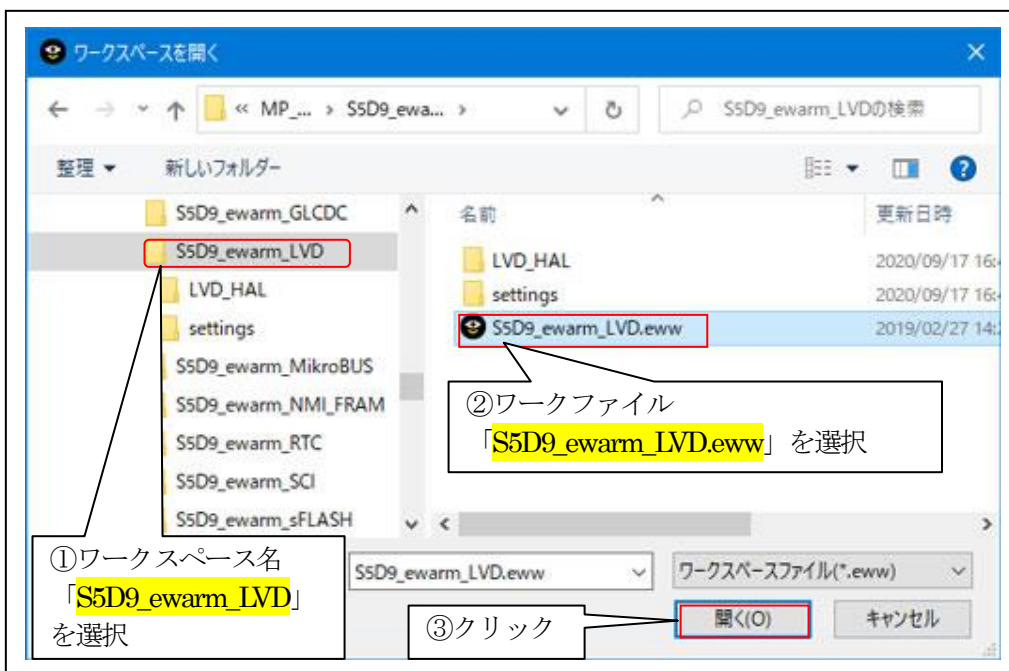 ワークスペースを開く
« MP_... › S5D9_ewa... ›
S5D9_ewarm_LVDの検索
整理
新しいフォルダー
S5D9_ewarm_GLCDC
S5D9_ewarm_LVD
LVD_HAL
settings
S5D9_ewarm_MikroBUS
S5D9_ewarm_NMI_FRAM
S5D9_ewarm_RTC
S5D9_ewarm_SCI
S5D9_ewarm_sFLASH
名前
更新日時
LVD_HAL
2020/09/17 16:
settings
2020/09/17 16:
S5D9_ewarm_LVD.eww
2019/02/27 14:
②ワークファイル
「S5D9_ewarm_LVD.eww」を選択
①ワークスペース名
「S5D9_ewarm_LVD」
を選択
S5D9_ewarm_LVD.eww
ワークスペースファイル(*.eww)
③クリック
開く(O)
キャンセル